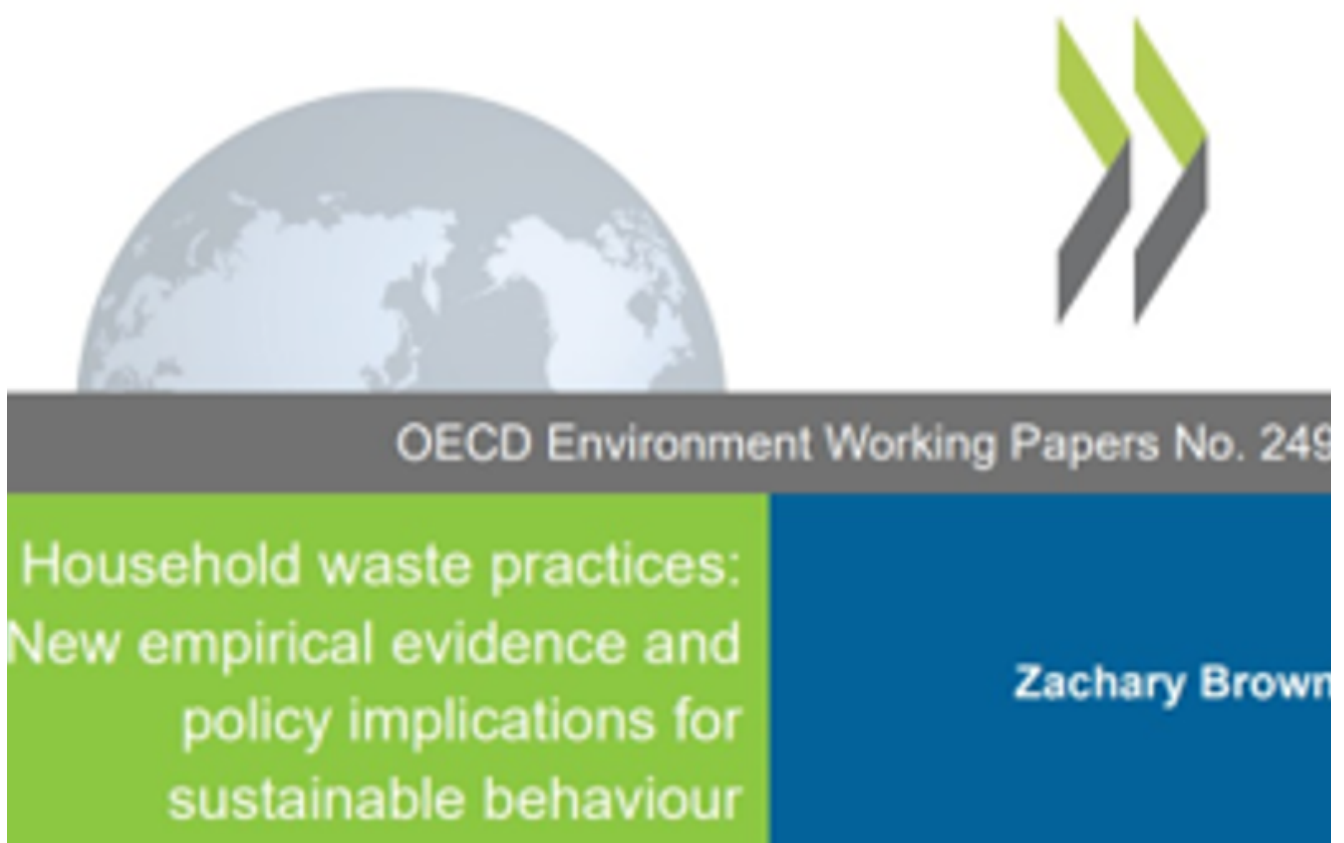 OECD Environment Working Papers No. 249
Household waste practices:
New empirical evidence and
policy implications for
sustainable behaviour
Zachary Brown